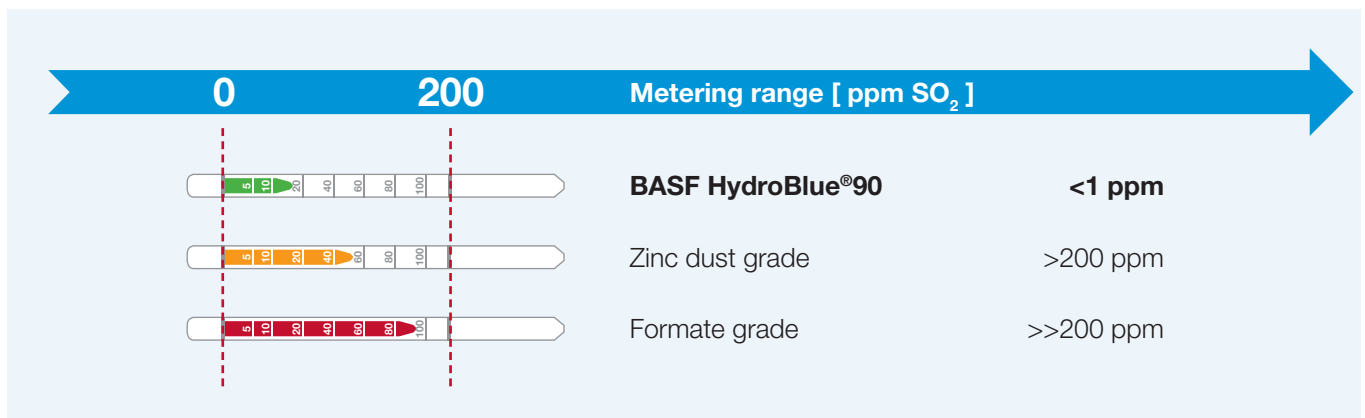 0 200 Metering range [ ppm SO₂ ]
5 10 20 40 60 80 100 BASF HydroBlue®90 <1 ppm
5 10 20 40 60 80 100 Zinc dust grade >200 ppm
5 10 20 40 60 80 100 Formate grade >>200 ppm